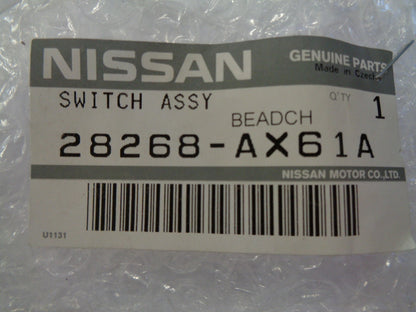 NISSAN
GENUINE PARTS
Made in Czech
SWITCH ASSY
Q'TY 1
BEADCH
28268-AX61A
NISSAN MOTOR CO.,LTD.
U1131